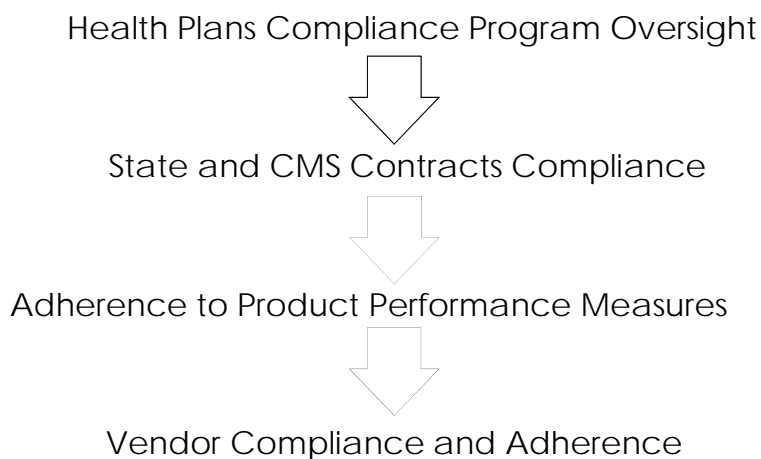 Health Plans Compliance Program Oversight
State and CMS Contracts Compliance
Adherence to Product Performance Measures
Vendor Compliance and Adherence